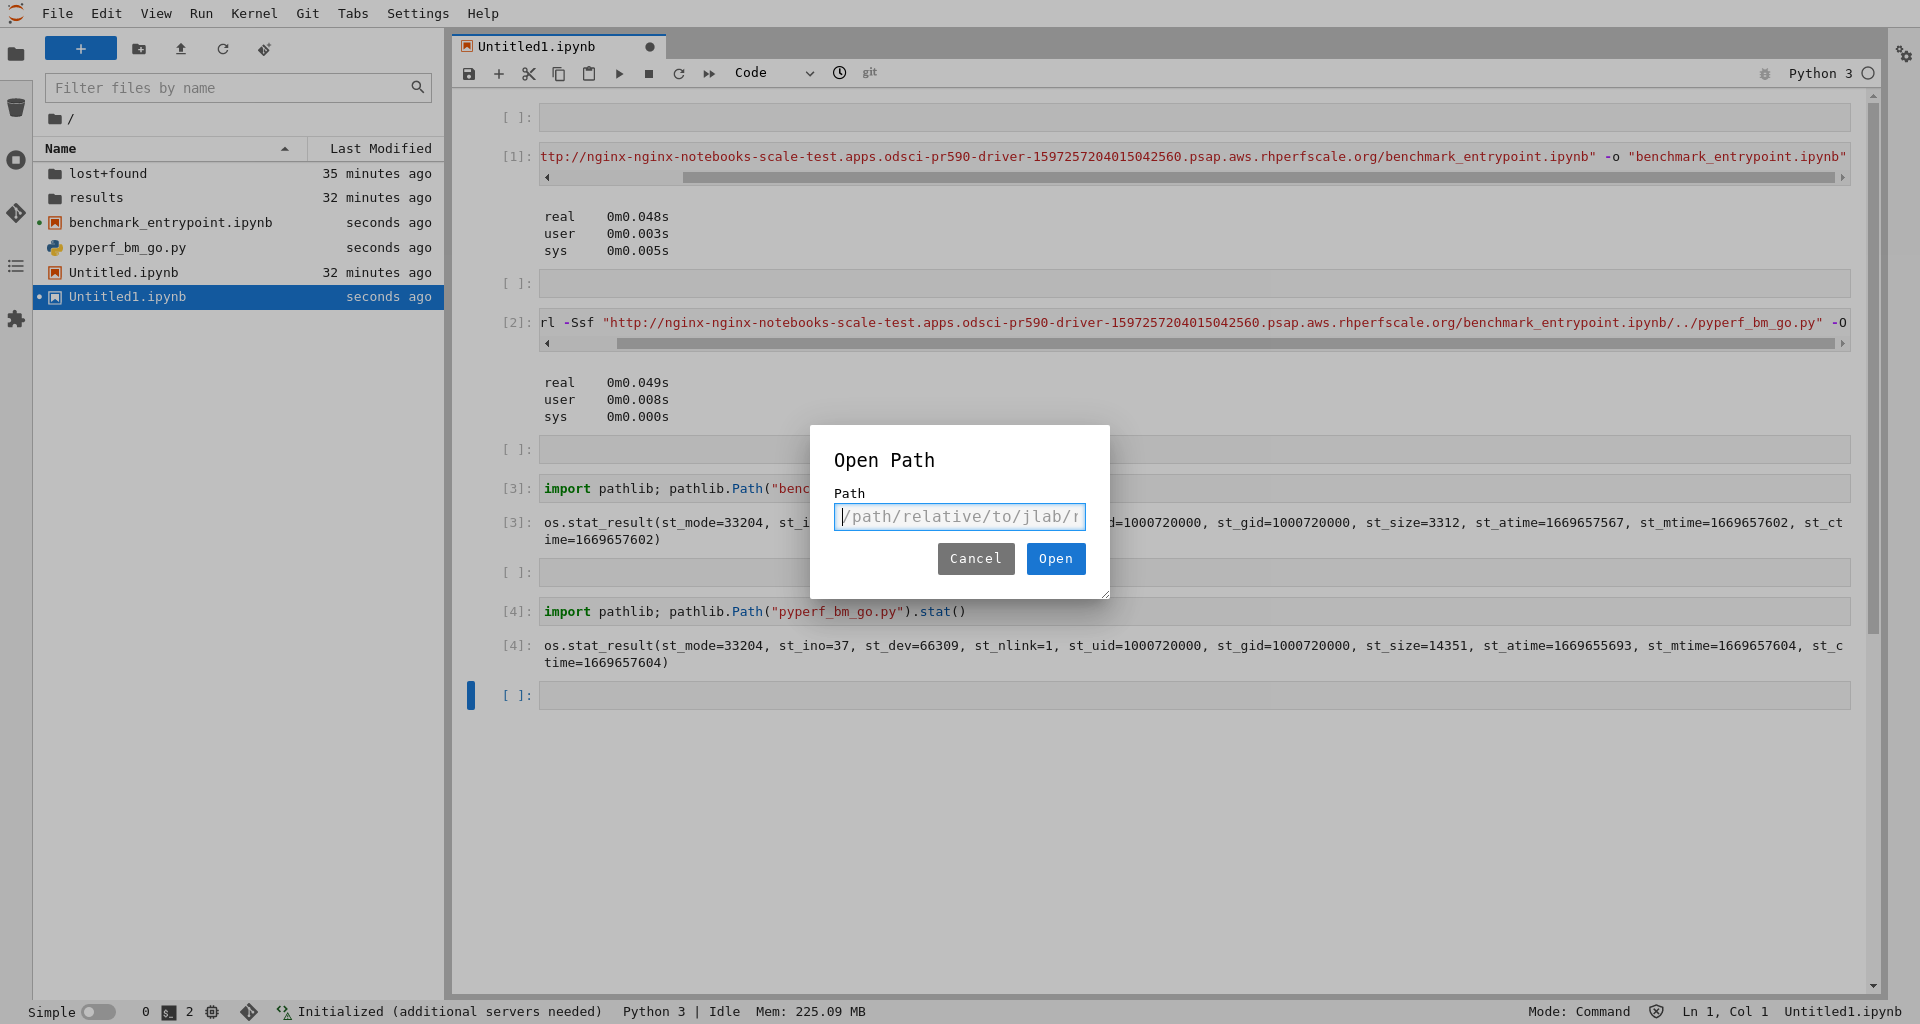 File Edit View Run Kernel Git Tabs Settings Help
Filter files by name
/
Name Last Modified
lost+found 35 minutes ago
results 32 minutes ago
benchmark_entrypoint.ipynb seconds ago
pyperf_bm_go.py seconds ago
Untitled.ipynb 32 minutes ago
Untitled1.ipynb seconds ago
Untitled1.ipynb
Code git Python 3
[ ]:
[1]: ttp://nginx-nginx-notebooks-scale-test.apps.odsci-pr590-driver-1597257204015042560.psap.aws.rhperfscale.org/benchmark_entrypoint.ipynb" -o "benchmark_entrypoint.ipynb"
real 0m0.048s
user 0m0.003s
sys 0m0.005s
[ ]:
[2]: rl -Ssf "http://nginx-nginx-notebooks-scale-test.apps.odsci-pr590-driver-1597257204015042560.psap.aws.rhperfscale.org/benchmark_entrypoint.ipynb/../pyperf_bm_go.py" -O
real 0m0.049s
user 0m0.008s
sys 0m0.000s
[ ]:
[3]: import pathlib; pathlib.Path("benc
[3]: os.stat_result(st_mode=33204, st_i d=1000720000, st_gid=1000720000, st_size=3312, st_atime=1669657567, st_mtime=1669657602, st_ct
ime=1669657602)
[ ]:
[4]: import pathlib; pathlib.Path("pyperf_bm_go.py").stat()
[4]: os.stat_result(st_mode=33204, st_ino=37, st_dev=66309, st_nlink=1, st_uid=1000720000, st_gid=1000720000, st_size=14351, st_atime=1669655693, st_mtime=1669657604, st_c
time=1669657604)
[ ]:
Open Path
Path
/path/relative/to/jlab/r
Cancel Open
Simple 0 $_ 2 Initialized (additional servers needed) Python 3 | Idle Mem: 225.09 MB Mode: Command Ln 1, Col 1 Untitled1.ipynb